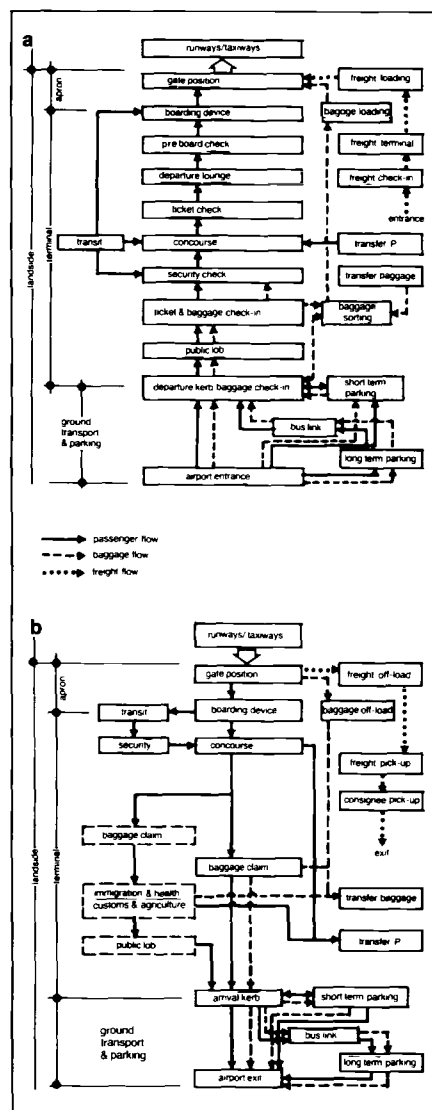 a
runways/taxiways
apron
gate position
freight loading
boarding device
bagage loading
pre board check
freight terminal
departure lounge
freight check-in
ticket check
entrance
landside
terminal
transit
concourse
transfer P
security check
transfer baggage
ticket & baggage check-in
baggage sorting
public lob
departure kerb baggage check-in
short term parking
ground transport & parking
bus link
long term parking
airport entrance
passenger flow
baggage flow
freight flow
b
runways/taxiways
apron
gate position
freight off-load
transit
boarding device
baggage off-load
security
concourse
freight pick-up
consignee pick-up
exit
landside
terminal
baggage claim
baggage claim
immigration & health
customs & agriculture
transfer baggage
public lob
transfer P
arrival kerb
short term parking
ground transport & parking
bus link
long term parking
airport exit